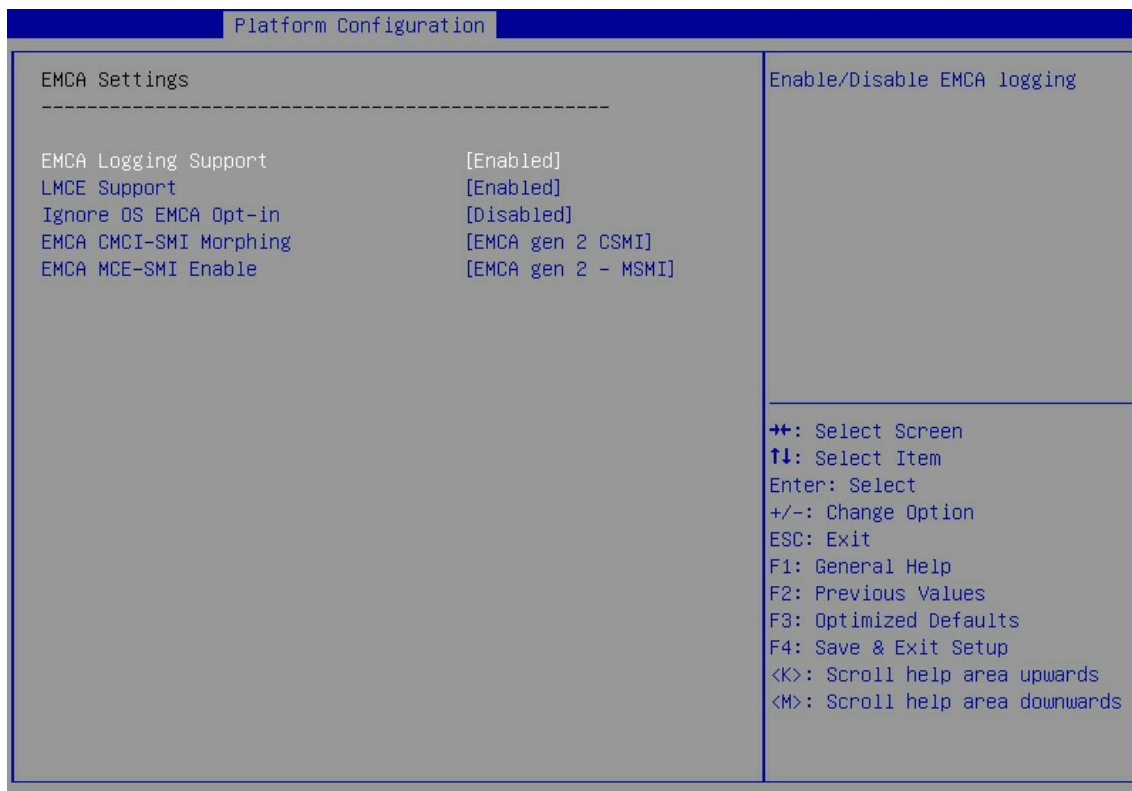 Platform Configuration
EMCA Settings
--------------------------------------------------
EMCA Logging Support [Enabled]
LMCE Support [Enabled]
Ignore OS EMCA Opt-in [Disabled]
EMCA CMCI-SMI Morphing [EMCA gen 2 CSMI]
EMCA MCE-SMI Enable [EMCA gen 2 - MSMI]
Enable/Disable EMCA logging
→←: Select Screen
↑↓: Select Item
Enter: Select
+/-: Change Option
ESC: Exit
F1: General Help
F2: Previous Values
F3: Optimized Defaults
F4: Save & Exit Setup
<K>: Scroll help area upwards
<M>: Scroll help area downwards